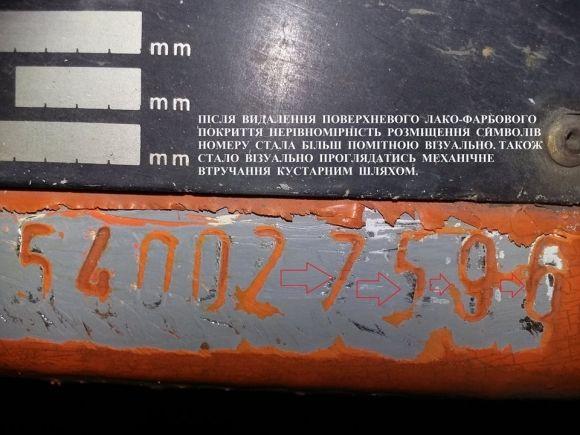 mm
mm
mm
ПІСЛЯ ВИДАЛЕННЯ ПОВЕРХНЕВОГО ЛАКО-ФАРБОВОГО
ПОКРИТТЯ НЕРІВНОМІРНІСТЬ РОЗМІЩЕННЯ СИМВОЛІВ
НОМЕРУ СТАЛА БІЛЬШ ПОМІТНОЮ ВІЗУАЛЬНО. ТАКОЖ
СТАЛО ВІЗУАЛЬНО ПРОГЛЯДАТИСЬ МЕХАНІЧНЕ
ВТРУЧАННЯ КУСТАРНИМ ШЛЯХОМ.
540027596